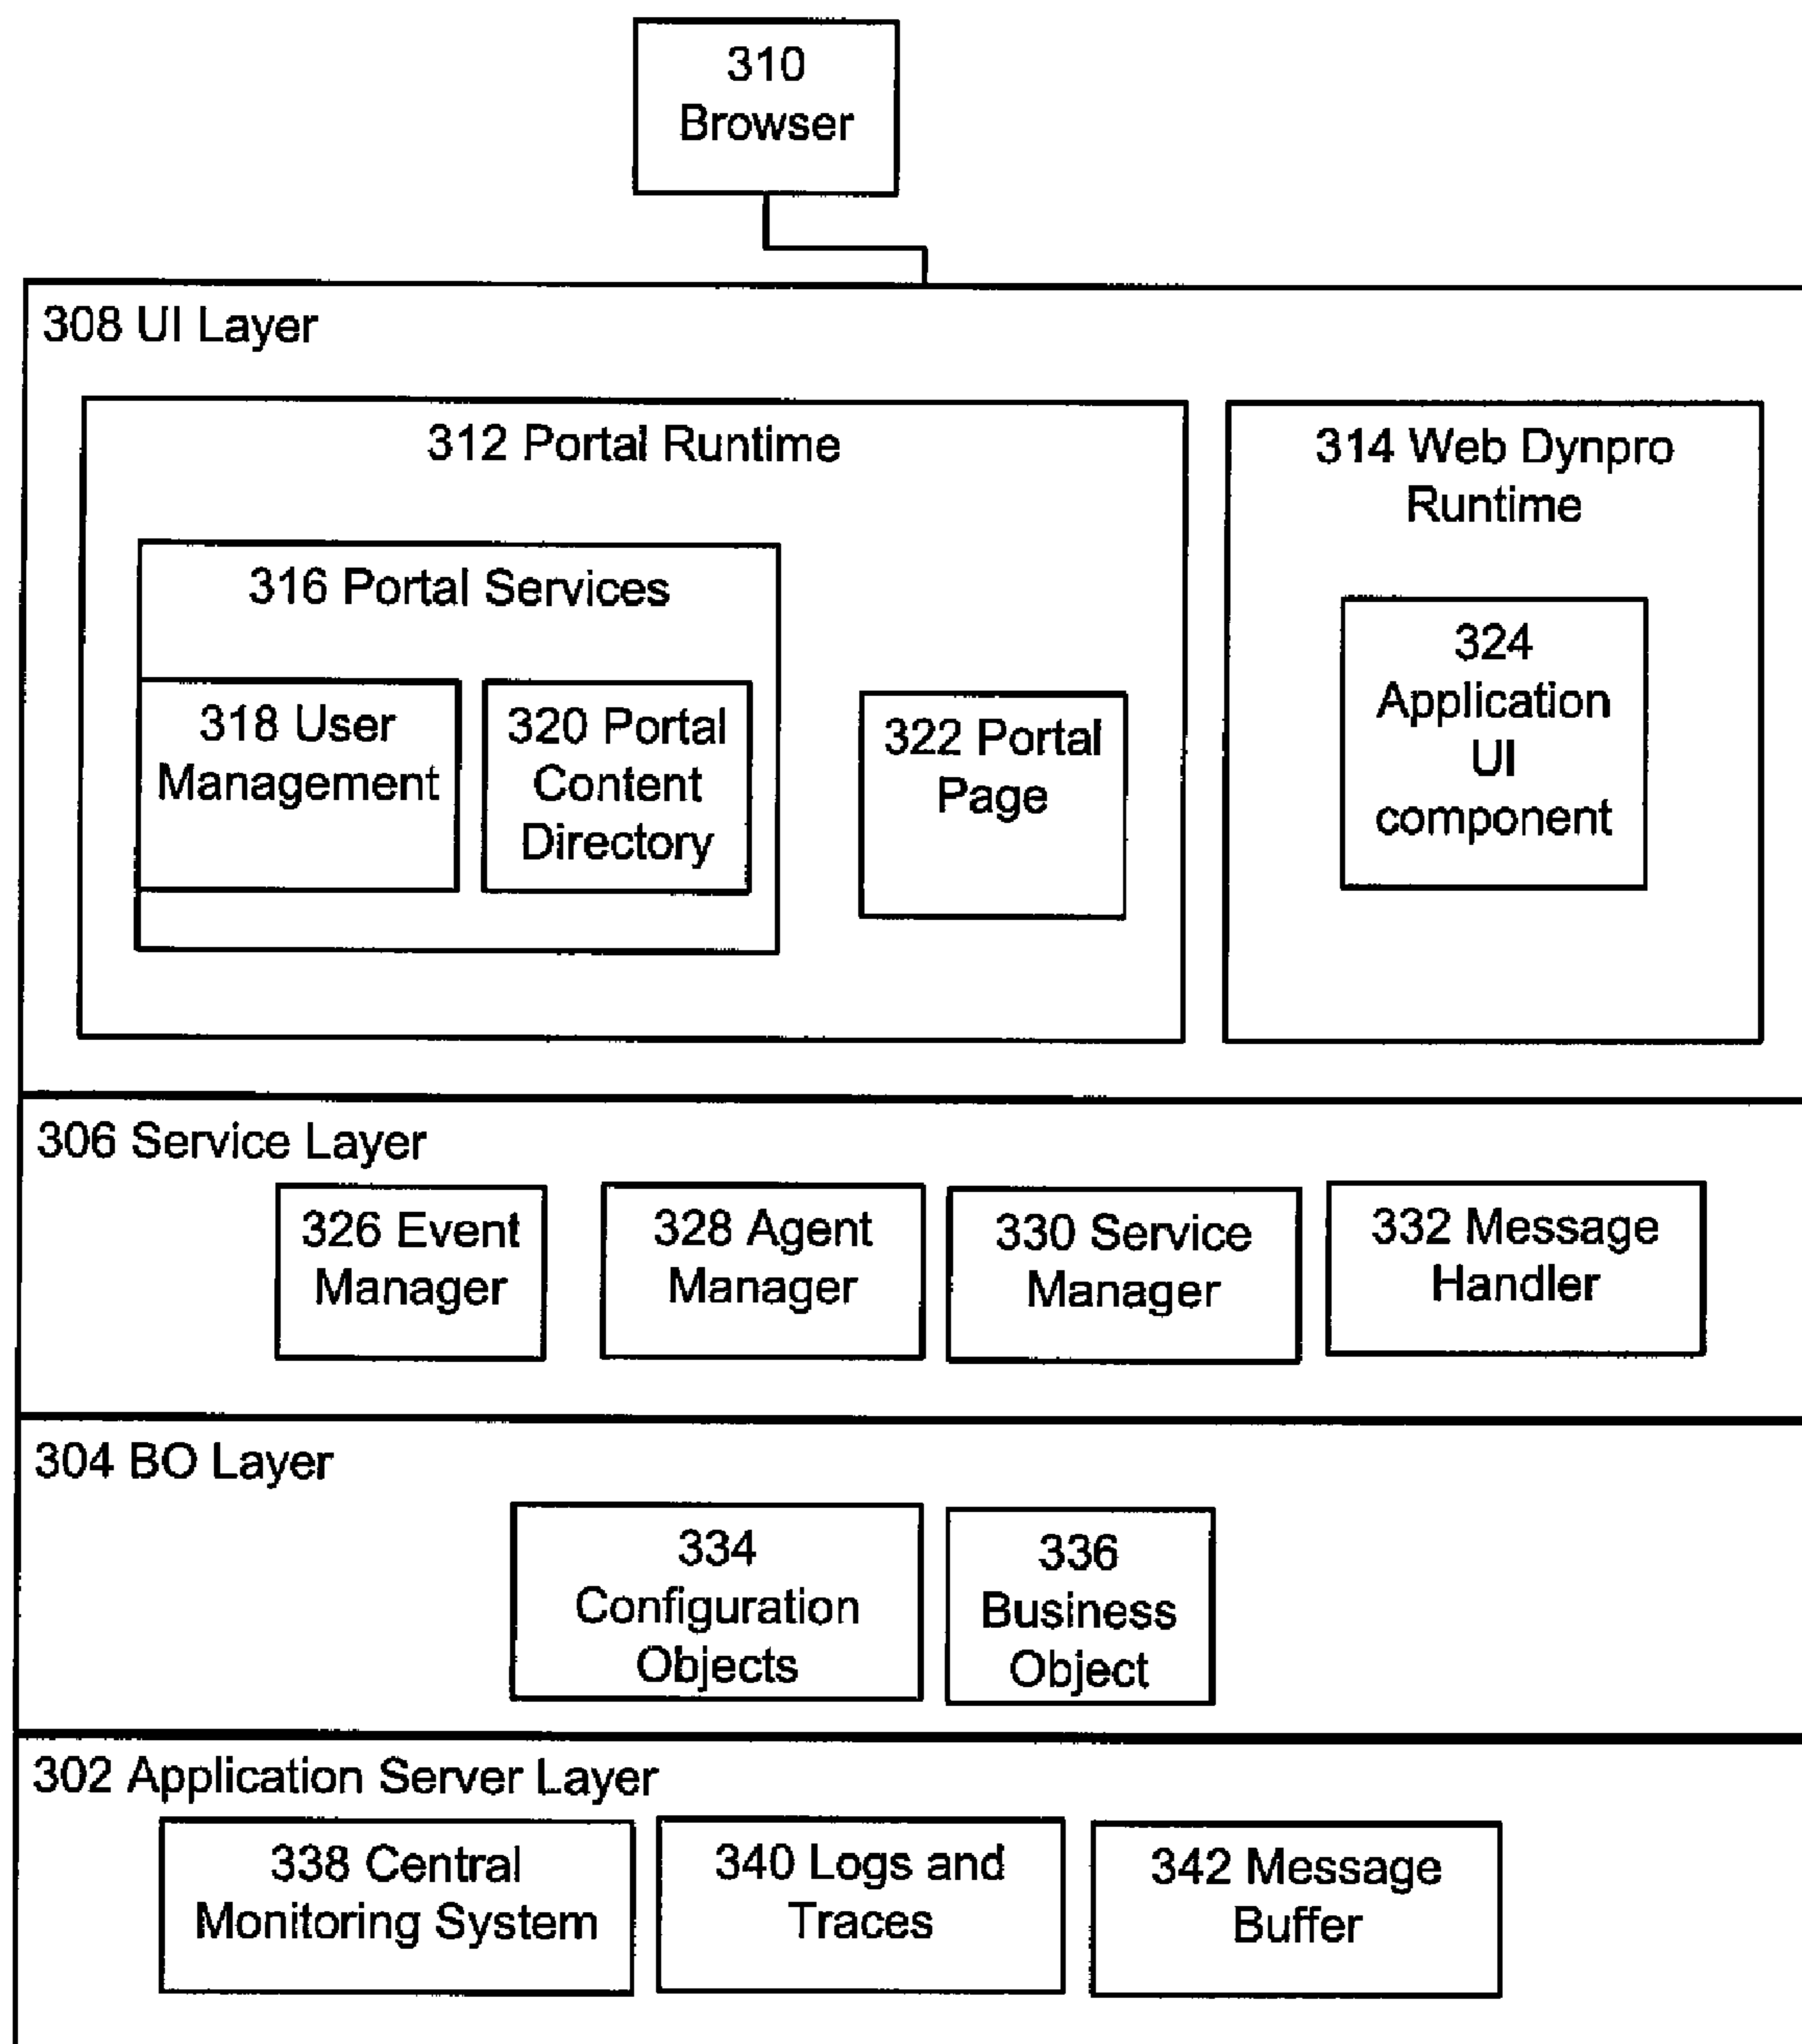 310
Browser
308 UI Layer
312 Portal Runtime
314 Web Dynpro
Runtime
316 Portal Services
318 User
Management
320 Portal
Content
Directory
322 Portal
Page
324
Application
UI
component
306 Service Layer
326 Event
Manager
328 Agent
Manager
330 Service
Manager
332 Message
Handler
304 BO Layer
334
Configuration
Objects
336
Business
Object
302 Application Server Layer
338 Central
Monitoring System
340 Logs and
Traces
342 Message
Buffer